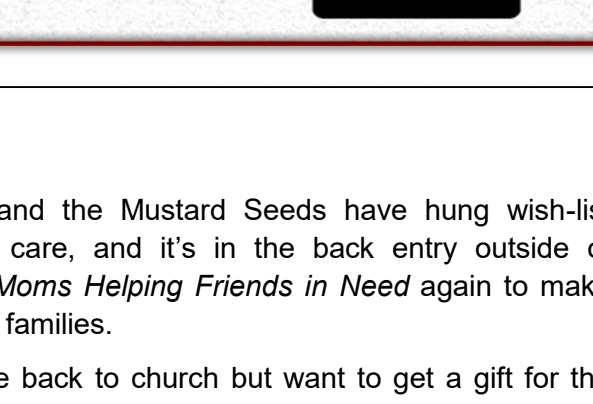 and the Mustard Seeds have hung wish-lis
care, and it’s in the back entry outside
Moms Helping Friends in Need again to mak
families.
e back to church but want to get a gift for th